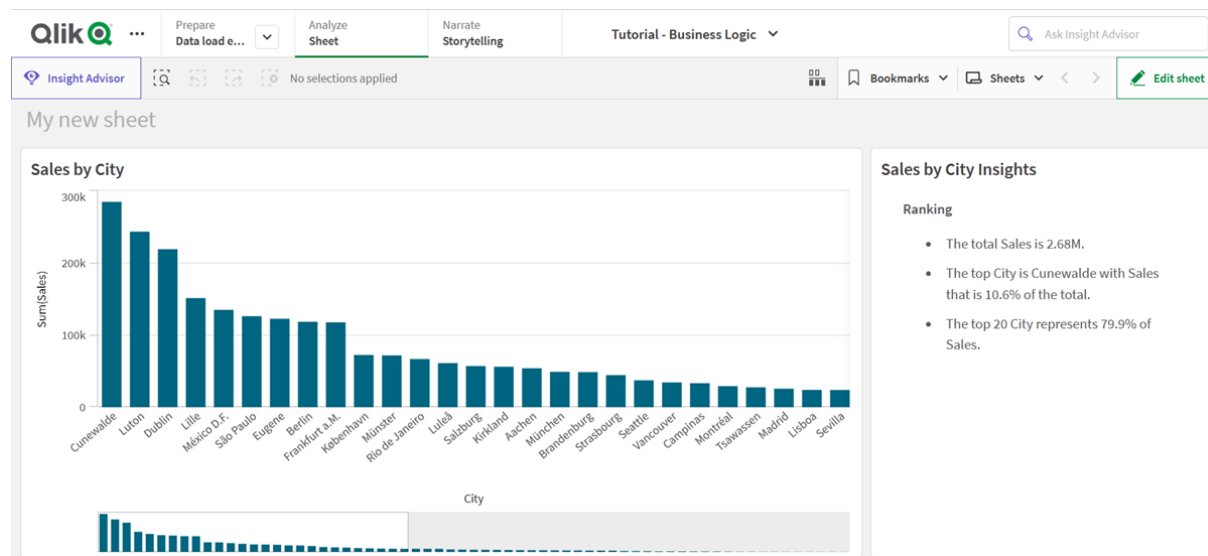 Qlik
Prepare
Data load e...
Analyze
Sheet
Narrate
Storytelling
Tutorial - Business Logic
Ask Insight Advisor
Insight Advisor
No selections applied
Bookmarks
Sheets
Edit sheet
My new sheet
Sales by City
300k
200k
100k
0
Sum(Sales)
Cunewalde
Luton
Dublin
Lille
México D.F.
São Paulo
Eugene
Berlin
Frankfurt a.M.
København
Münster
Rio de Janeiro
Luleå
Salzburg
Kirkland
Aachen
München
Brandenburg
Strasbourg
Seattle
Vancouver
Campinas
Montréal
Tsawassen
Madrid
Lisboa
Sevilla
City
Sales by City Insights
Ranking
• The total Sales is 2.68M.
• The top City is Cunewalde with Sales
that is 10.6% of the total.
• The top 20 City represents 79.9% of
Sales.